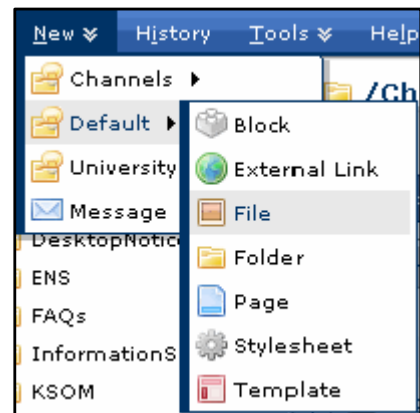 New History Tools Help
Channels
/Ch
Default
University
Message
Block
External Link
File
Folder
Page
Stylesheet
Template
DesktopNotic
ENS
FAQs
InformationS
KSOM